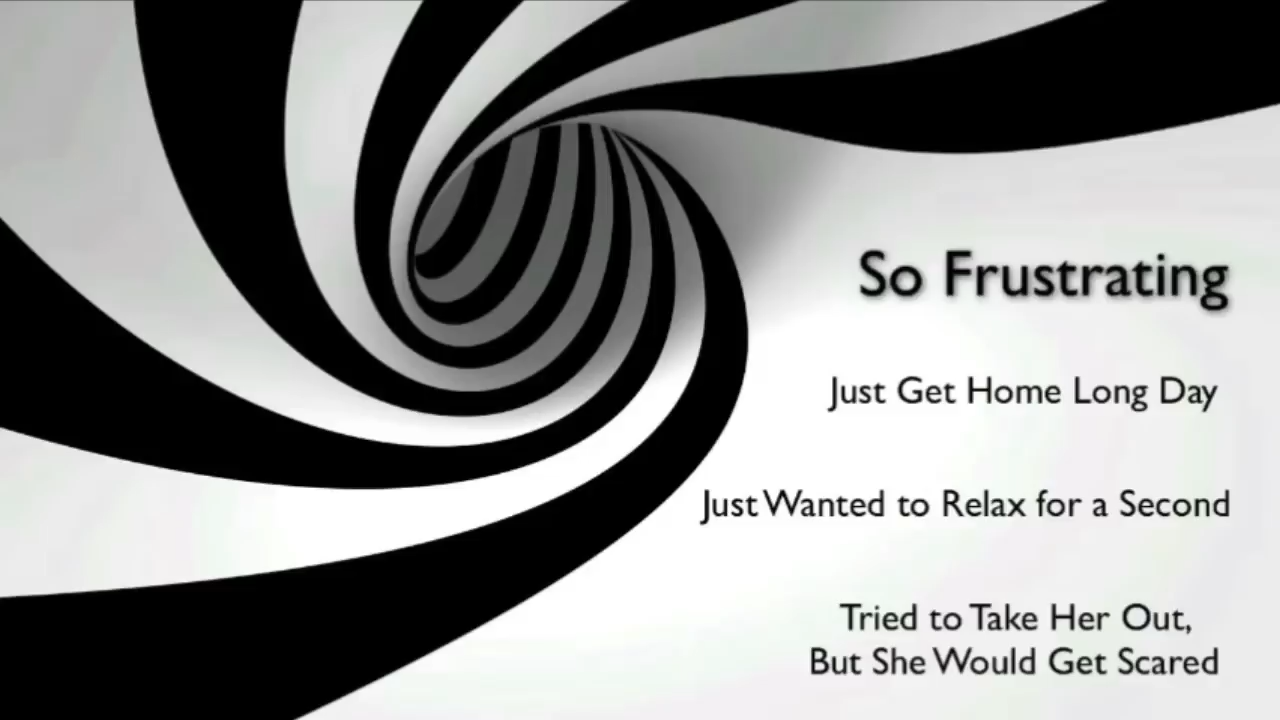 So Frustrating
Just Get Home Long Day
Just Wanted to Relax for a Second
Tried to Take Her Out,
But She Would Get Scared